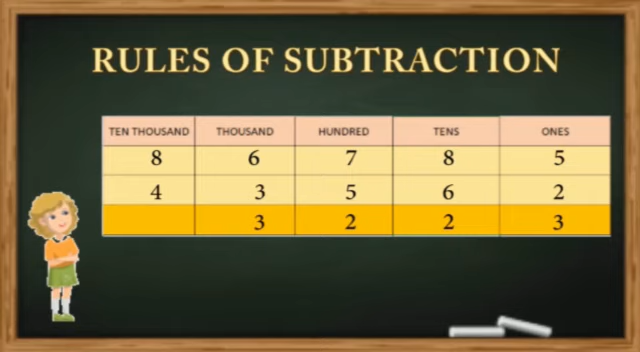 RULES OF SUBTRACTION
TEN THOUSAND THOUSAND HUNDRED TENS ONES
8 6 7 8 5
4 3 5 6 2
3 2 2 3